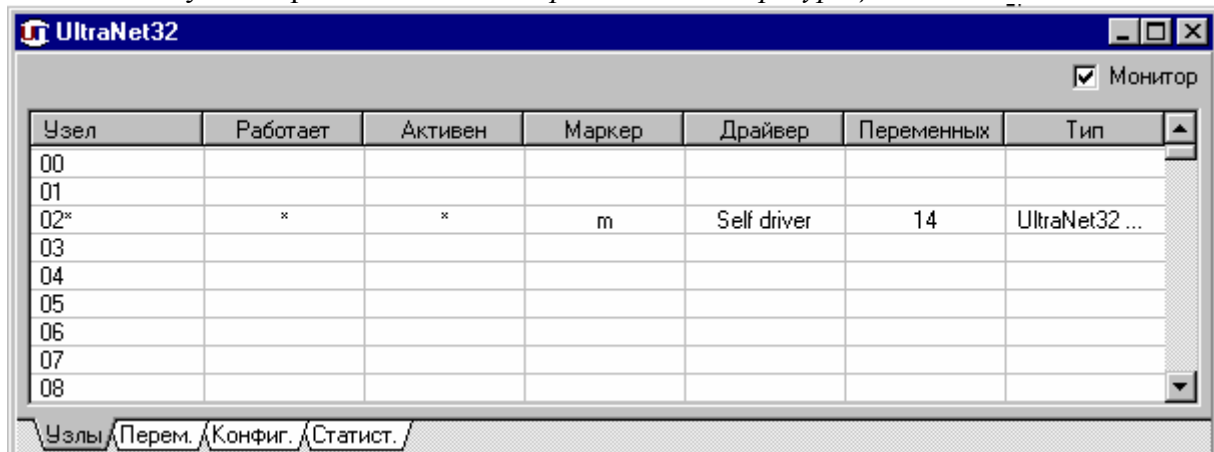 UltraNet32
Монитор
Узел Работает Активен Маркер Драйвер Переменных Тип
00
01
02* * * m Self driver 14 UltraNet32 ...
03
04
05
06
07
08
Узлы Перем. Конфиг. Статист.